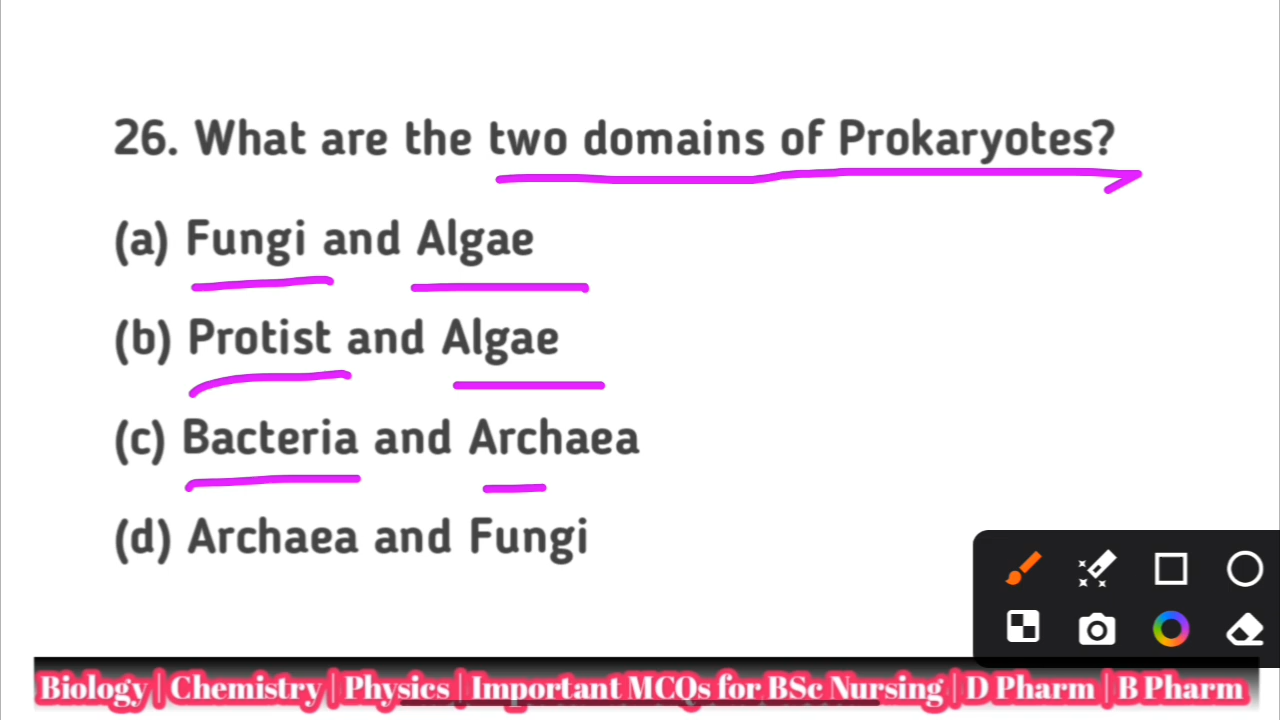 26. What are the two domains of Prokaryotes?
(a) Fungi and Algae
(b) Protist and Algae
(c) Bacteria and Archaea
(d) Archaea and Fungi
Biology | Chemistry | Physics | Important MCQs for BSc Nursing | D Pharm | B Pharm